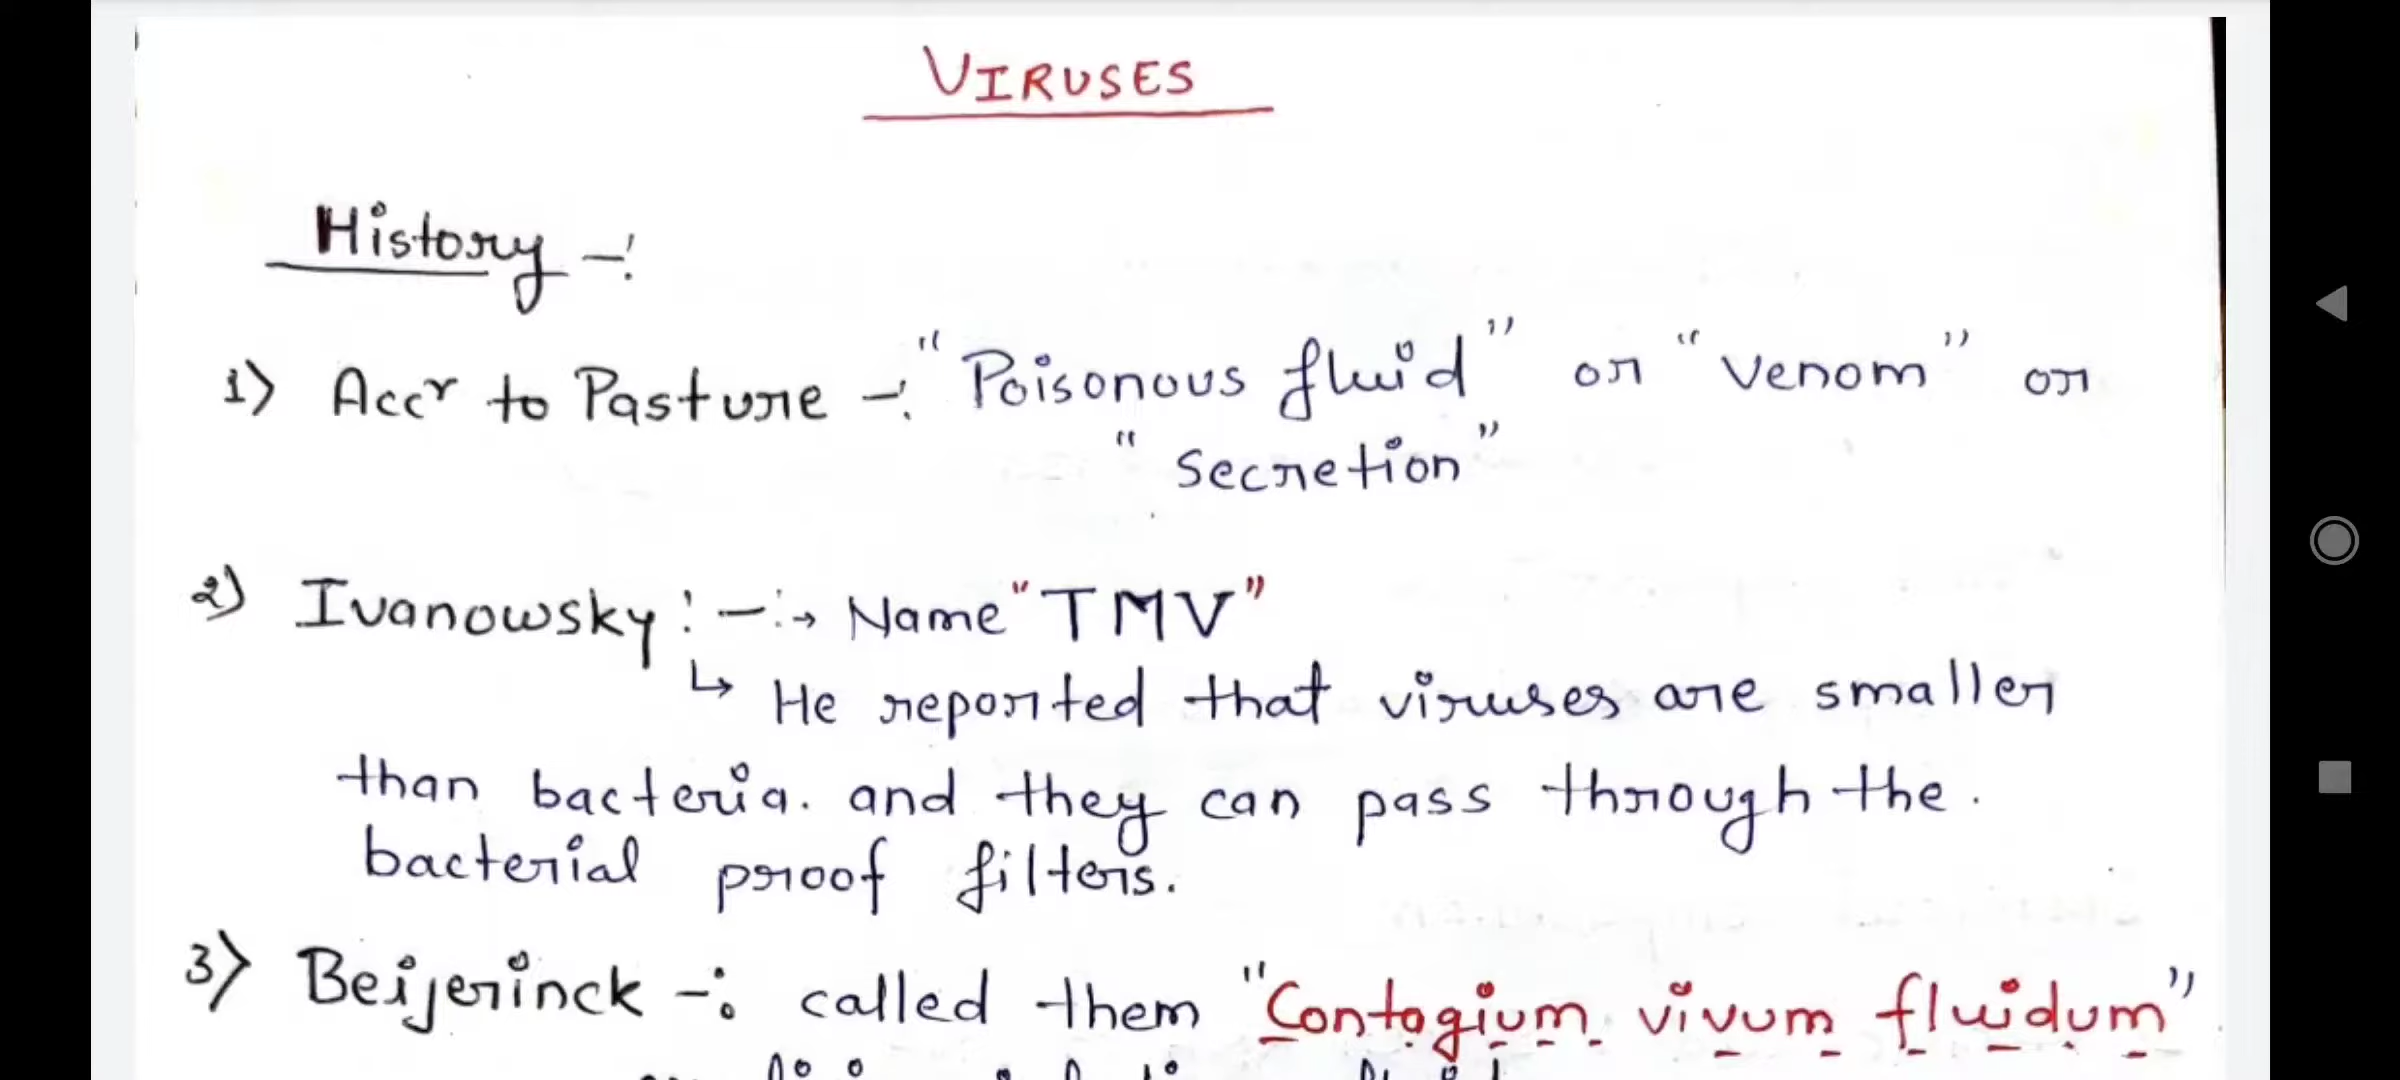 VIRUSES
History -:
1) Accr to Pasture -: "Poisonous fluid" or "venom" or
"secretion"
2) Ivanowsky : -:→ Name "TMV"
↳ He reported that viruses are smaller
than bacteria. and they can pass through the.
bacterial proof filters.
3) Beijerinck -: called them "Contagium vivum fluidum"